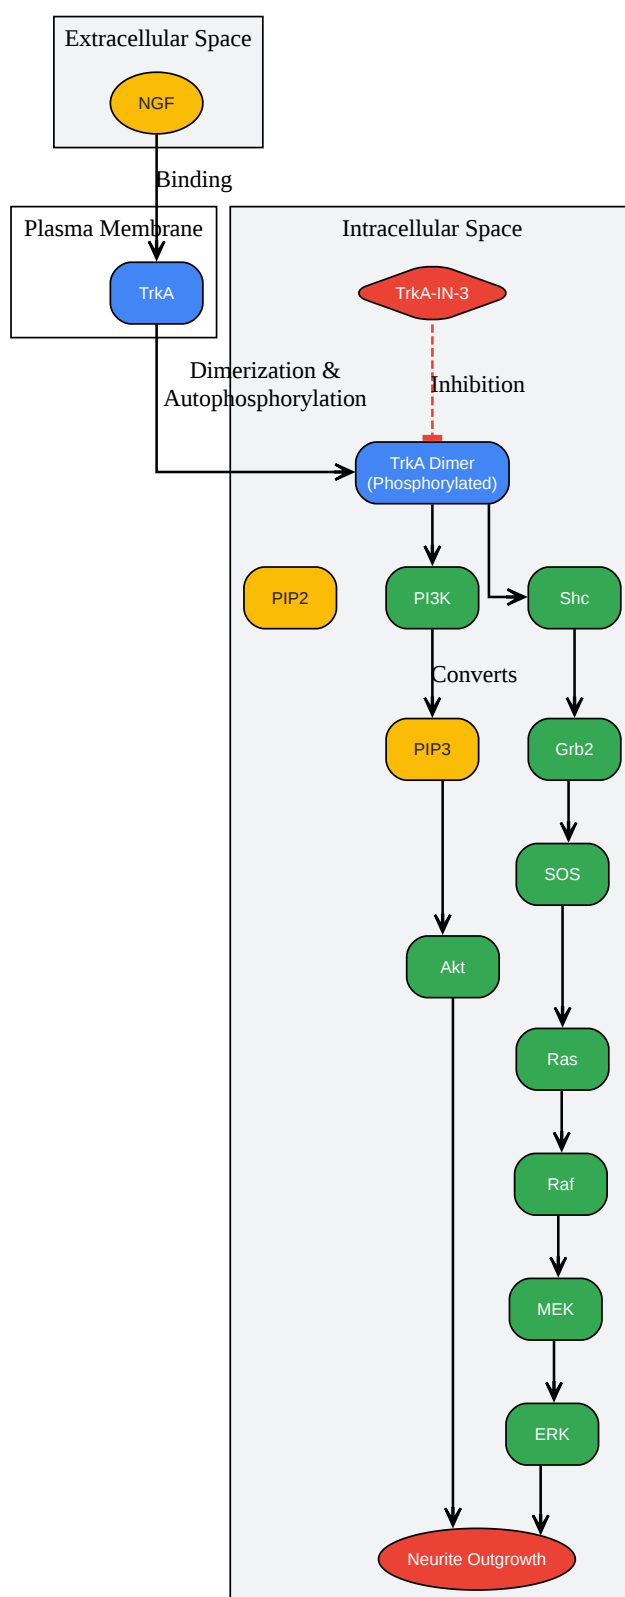 Extracellular Space
NGF
Binding
Plasma Membrane
Intracellular Space
TrkA
TrkA-IN-3
Dimerization &
Autophosphorylation
Inhibition
TrkA Dimer
(Phosphorylated)
PIP2
PI3K
Shc
Converts
PIP3
Grb2
SOS
Akt
Ras
Raf
MEK
ERK
Neurite Outgrowth